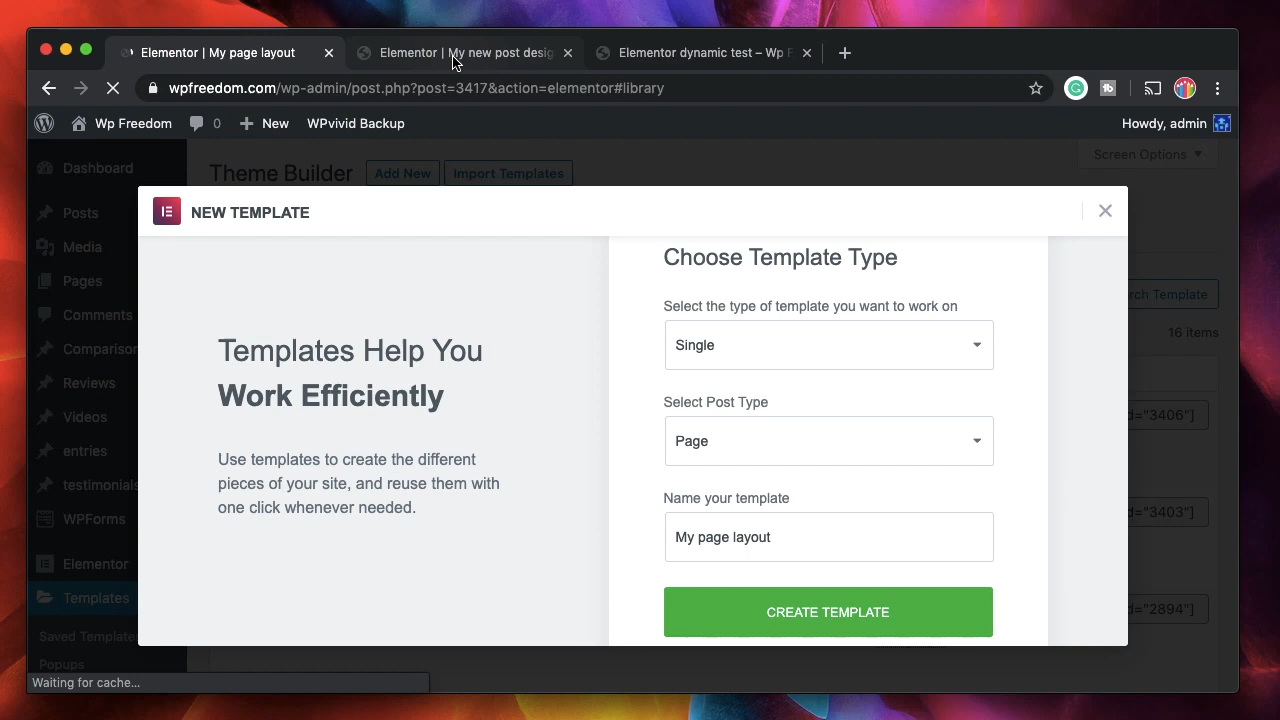 Elementor | My page layout
Elementor | My new post desig
Elementor dynamic test – Wp F
wpfreedom.com/wp-admin/post.php?post=3417&action=elementor#library
Wp Freedom
0
New
WPvivid Backup
Howdy, admin
Dashboard
Theme Builder
Add New
Import Templates
Screen Options
NEW TEMPLATE
Posts
Media
Pages
Comments
Comparison
Reviews
Videos
entries
testimonials
WPForms
Elementor
Templates
Saved Templates
Popups
Templates Help You
Work Efficiently
Use templates to create the different
pieces of your site, and reuse them with
one click whenever needed.
Choose Template Type
Select the type of template you want to work on
Single
Select Post Type
Page
Name your template
My page layout
CREATE TEMPLATE
rch Template
16 items
d="3406"]
d="3403"]
d="2894"]
Waiting for cache...